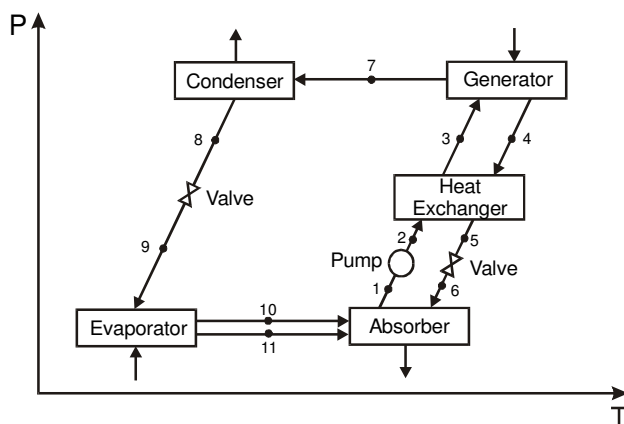 P
7
Condenser
Generator
8
3
4
Valve
Heat
Exchanger
9
2
5
Pump
Valve
1
6
10
Evaporator
Absorber
11
T